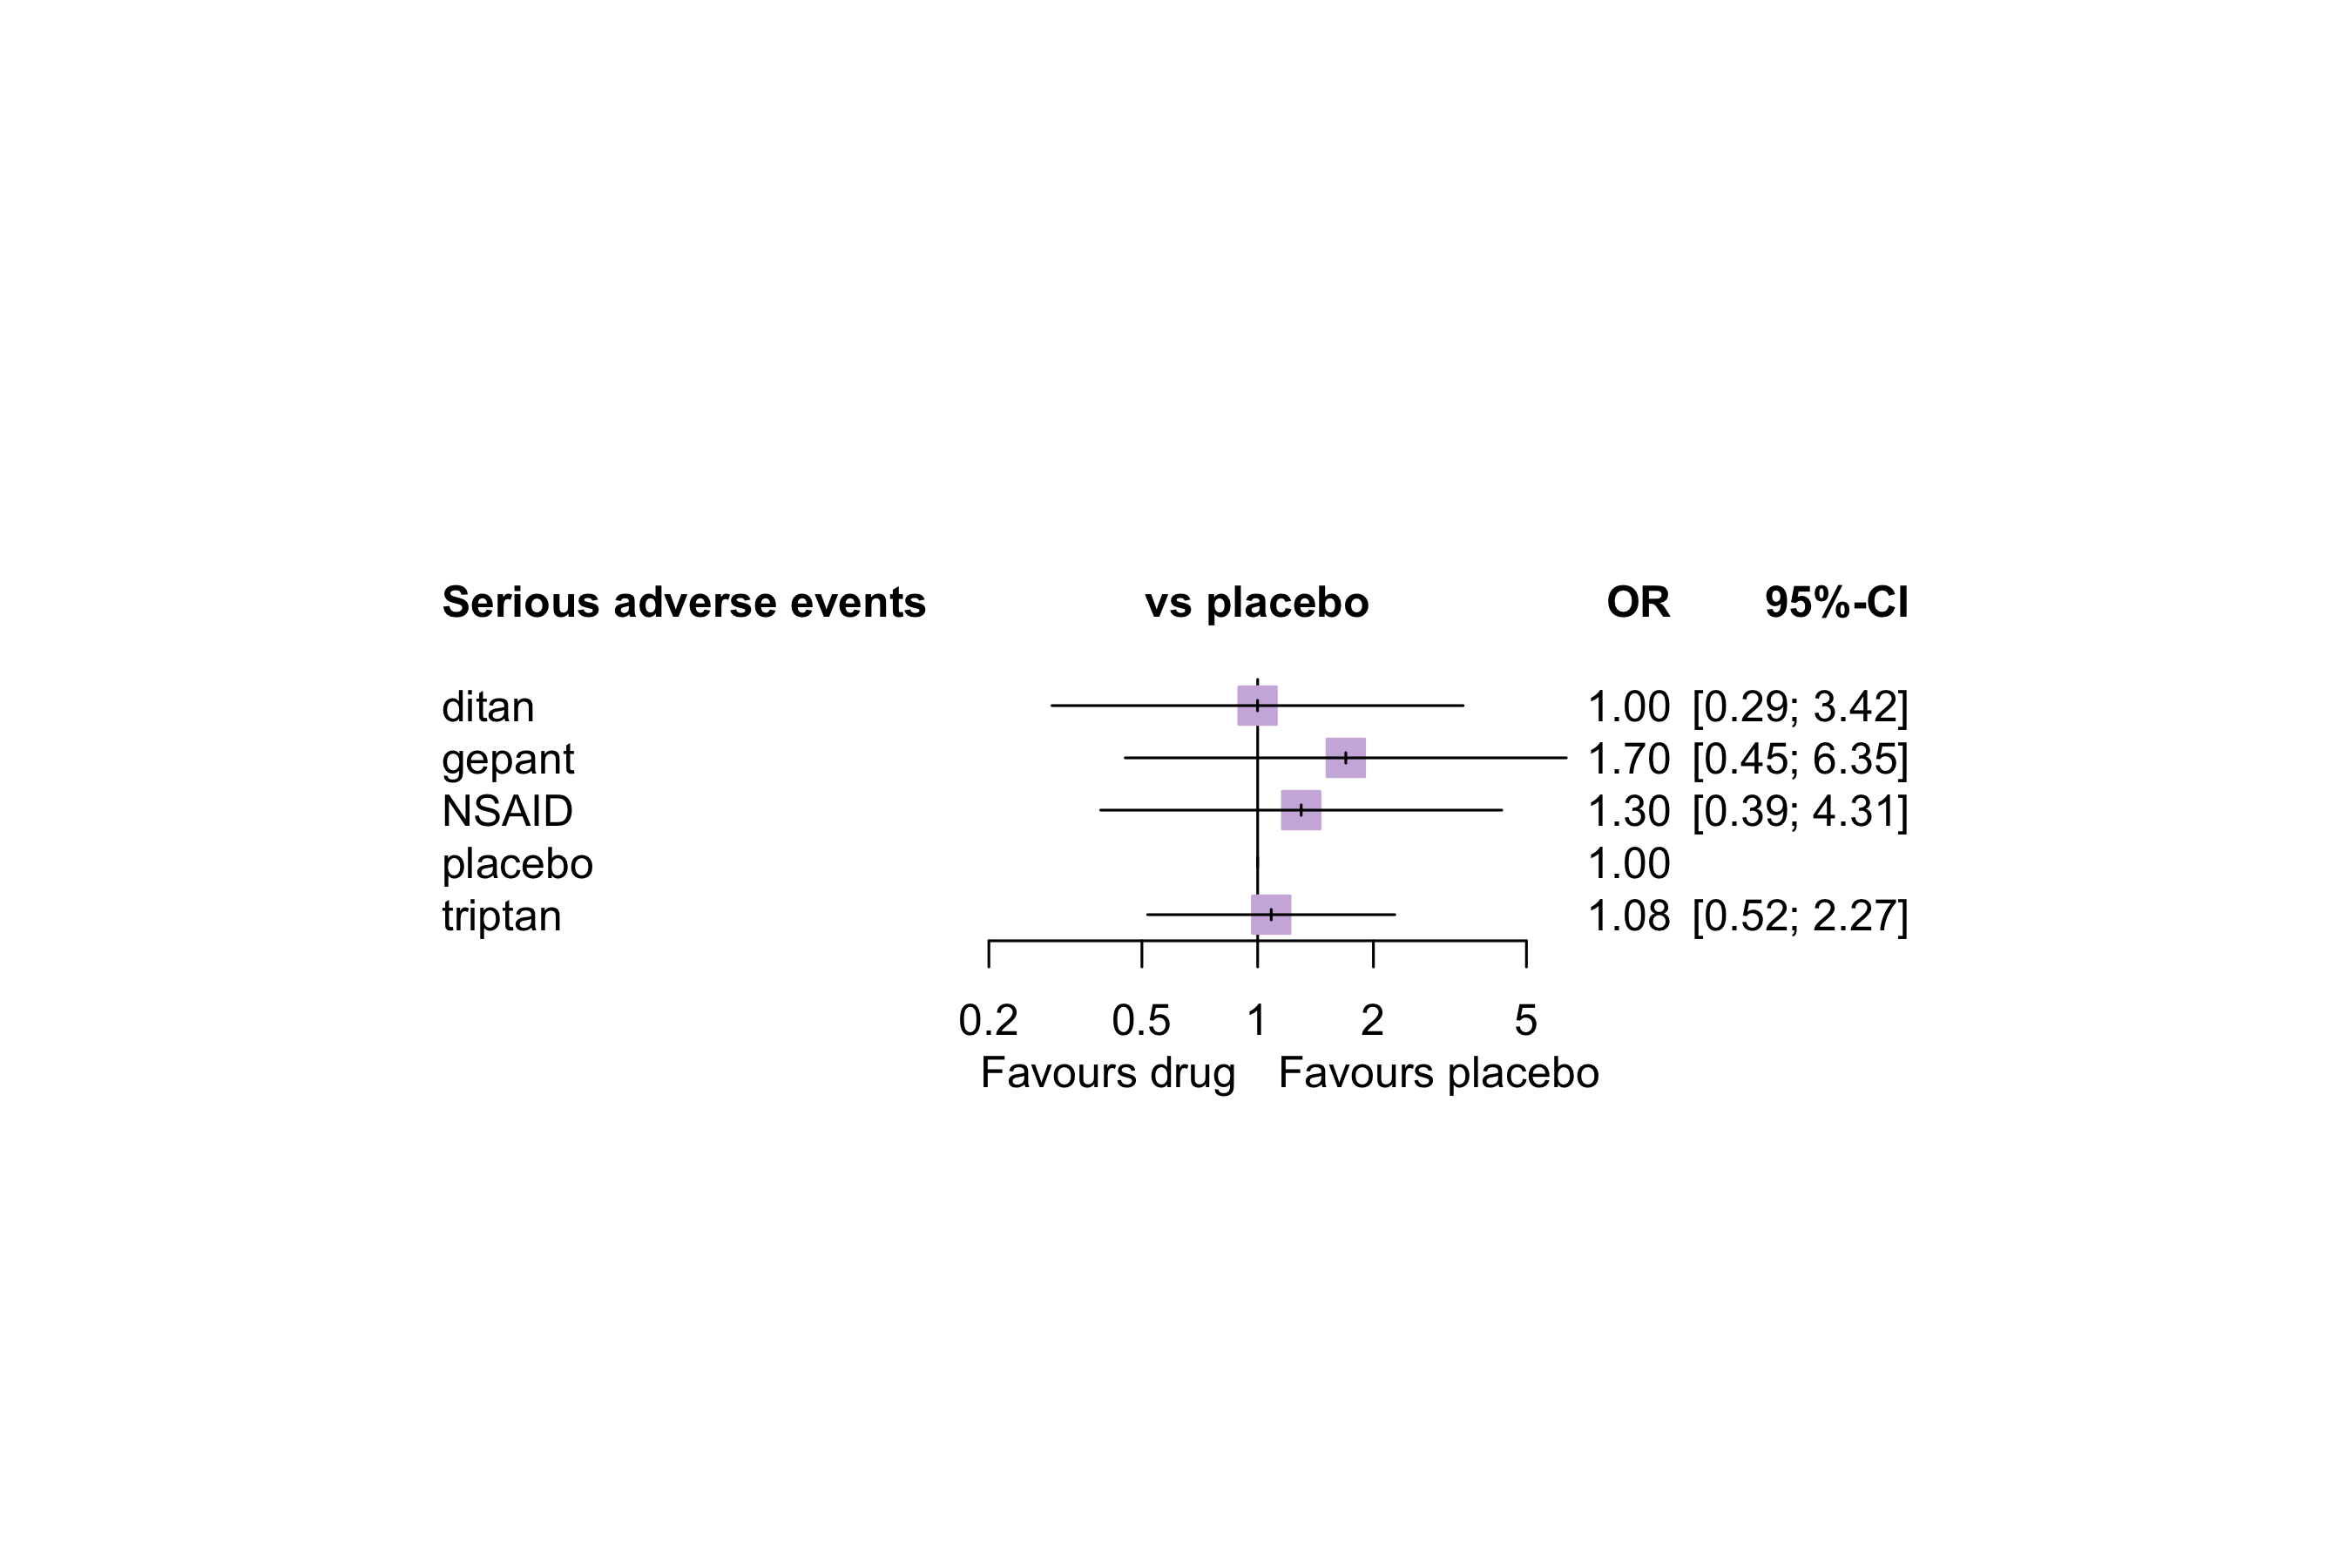 Serious adverse events vs placebo OR 95%-CI
ditan 1.00 [0.29; 3.42]
gepant 1.70 [0.45; 6.35]
NSAID 1.30 [0.39; 4.31]
placebo 1.00
triptan 1.08 [0.52; 2.27]
0.2 0.5 1 2 5
Favours drug Favours placebo